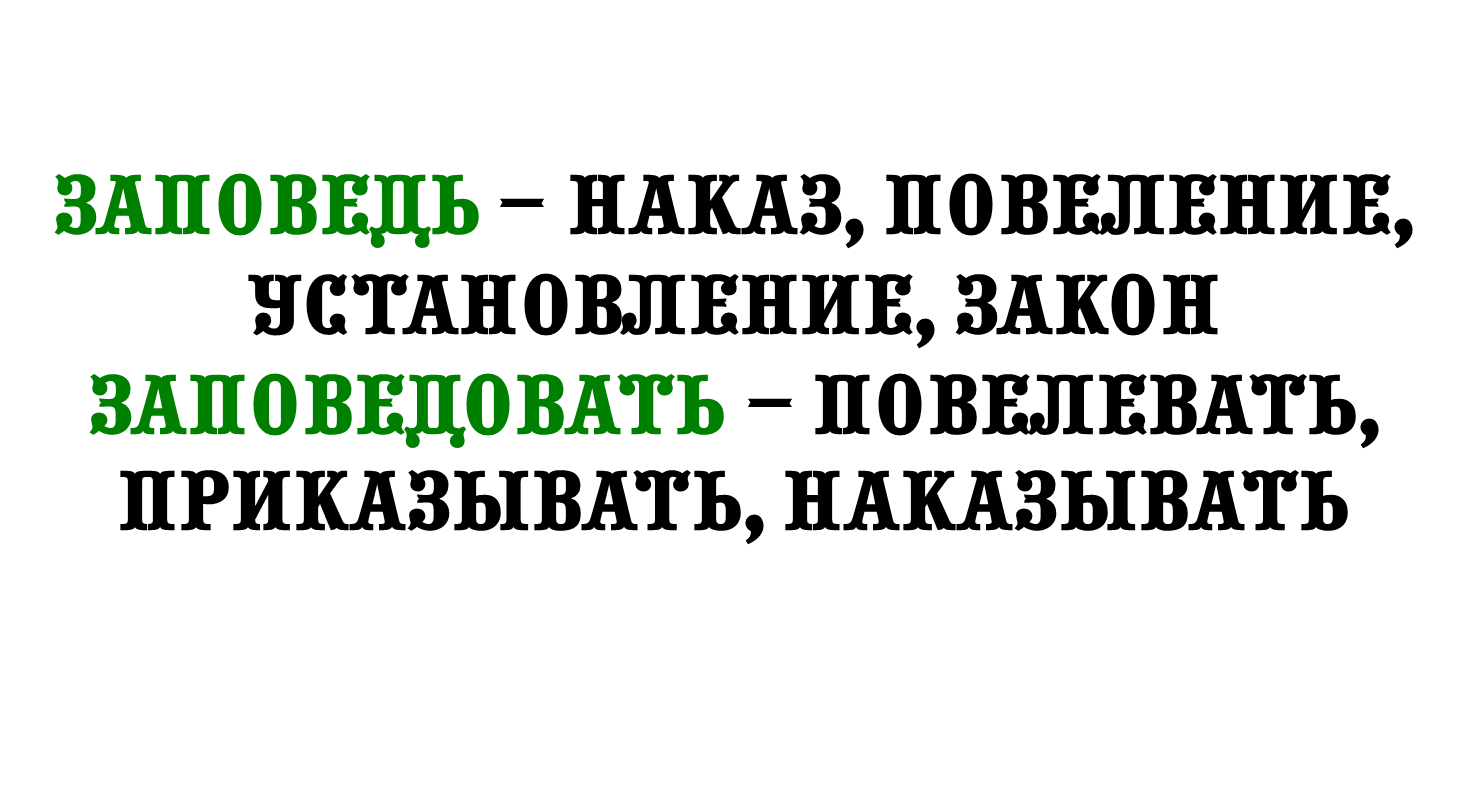 ЗАПОВЕДЬ – НАКАЗ, ПОВЕЛЕНИЕ,
УСТАНОВЛЕНИЕ, ЗАКОН
ЗАПОВЕДОВАТЬ – ПОВЕЛЕВАТЬ,
ПРИКАЗЫВАТЬ, НАКАЗЫВАТЬ